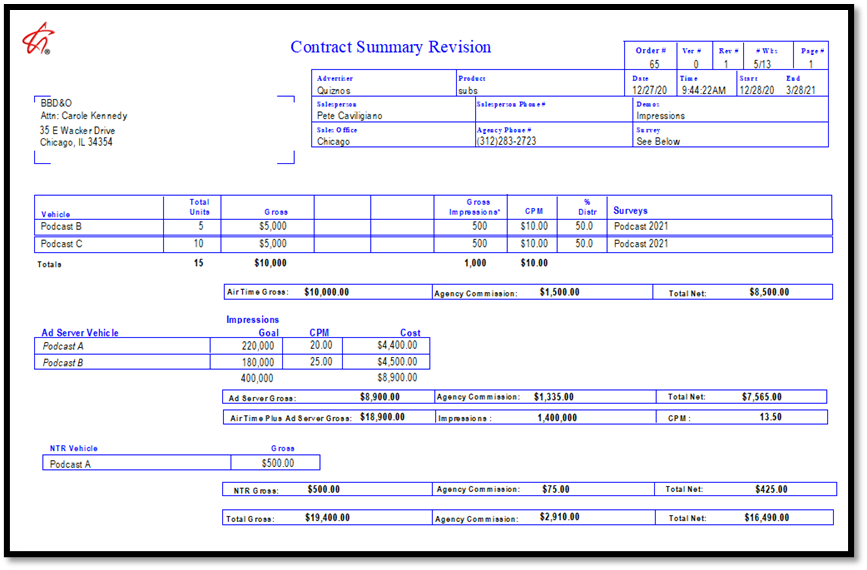 Contract Summary Revision
Order # Ver # Rev # # Wks Page #
65 0 1 5/13 1
Advertiser Product Date Time Start End
Quiznos subs 12/27/20 9:44:22AM 12/28/20 3/28/21
BBD&O
Attn: Carole Kennedy
35 E Wacker Drive
Chicago, IL 34354
Salesperson Salesperson Phone # Demos
Pete Caviligiano Impressions
Sales Office Agency Phone # Survey
Chicago (312)283-2723 See Below
Total Gross %
Vehicle Units Gross Impressions* CPM Distr Surveys
Podcast B 5 $5,000 500 $10.00 50.0 Podcast 2021
Podcast C 10 $5,000 500 $10.00 50.0 Podcast 2021
Totals 15 $10,000 1,000 $10.00
Air Time Gross: $10,000.00 Agency Commission: $1,500.00 Total Net: $8,500.00
Impressions
Ad Server Vehicle Goal CPM Cost
Podcast A 220,000 20.00 $4,400.00
Podcast B 180,000 25.00 $4,500.00
400,000 $8,900.00
Ad Server Gross: $8,900.00 Agency Commission: $1,335.00 Total Net: $7,565.00
Air Time Plus Ad Server Gross: $18,900.00 Impressions : 1,400,000 CPM : 13.50
NTR Vehicle Gross
Podcast A $500.00
NTR Gross: $500.00 Agency Commission: $75.00 Total Net: $425.00
Total Gross: $19,400.00 Agency Commission: $2,910.00 Total Net: $16,490.00